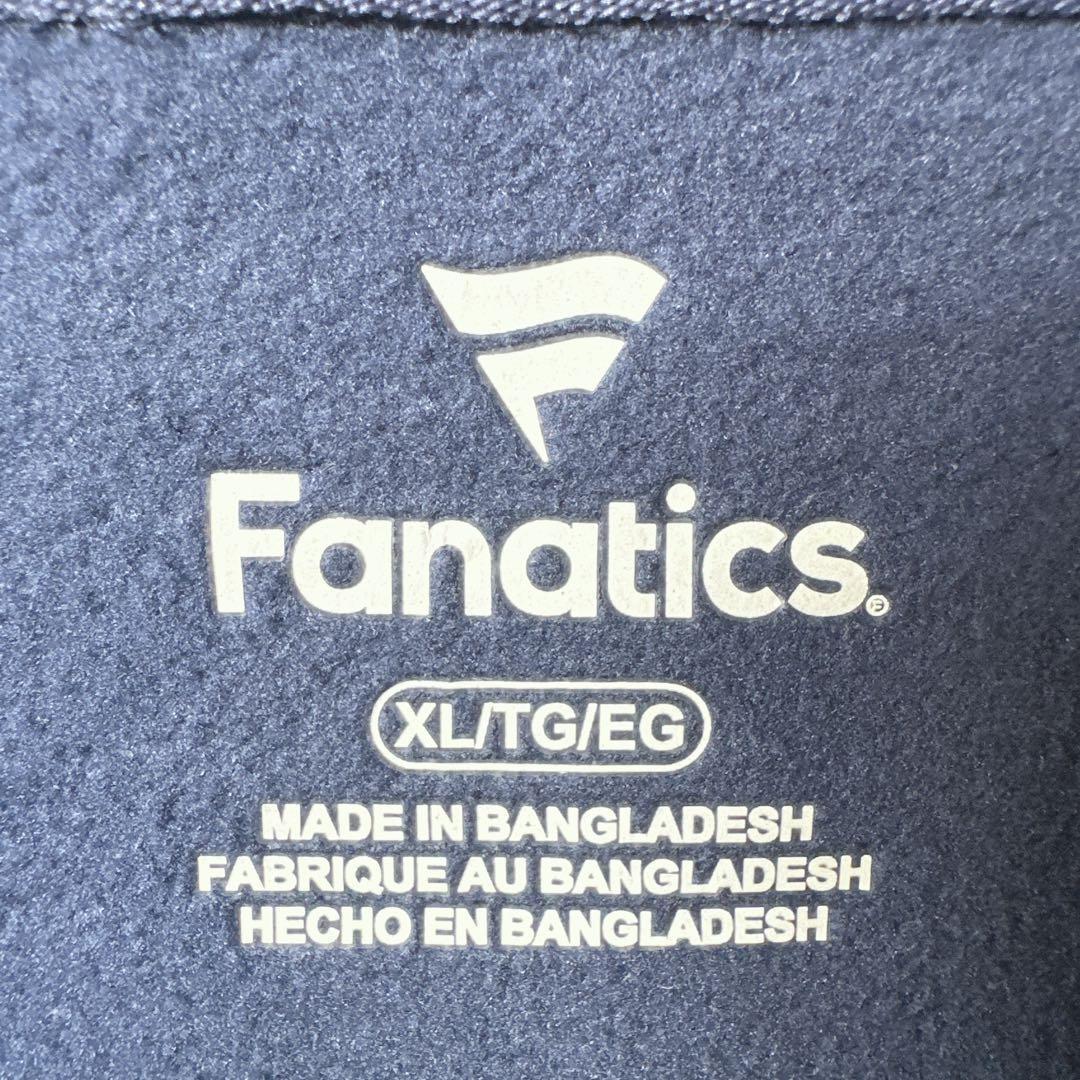 Fanatics®
XL/TG/EG
MADE IN BANGLADESH
FABRIQUE AU BANGLADESH
HECHO EN BANGLADESH